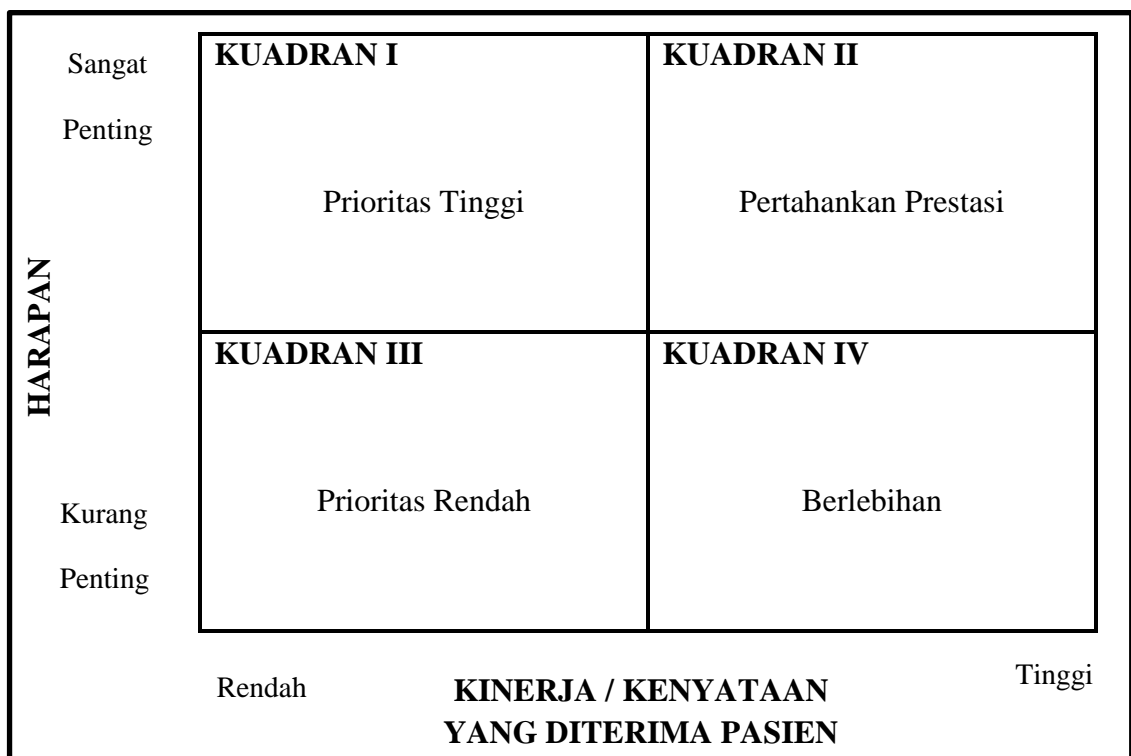 Sangat
Penting
KUADRAN I
KUADRAN II
Prioritas Tinggi
Pertahankan Prestasi
HARAPAN
KUADRAN III
KUADRAN IV
Prioritas Rendah
Berlebihan
Kurang
Penting
Rendah
KINERJA / KENYATAAN
YANG DITERIMA PASIEN
Tinggi